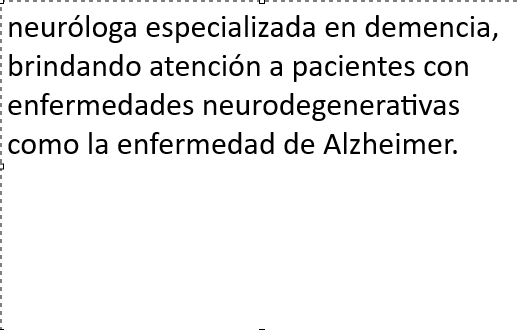 neuróloga especializada en demencia,
brindando atención a pacientes con
enfermedades neurodegenerativas
como la enfermedad de Alzheimer.